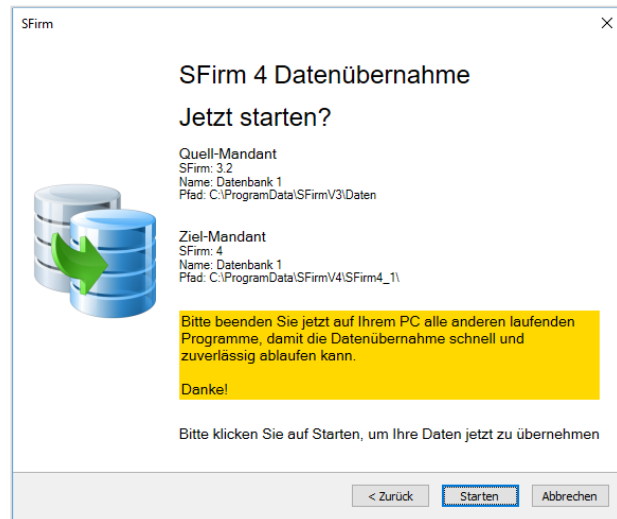 SFirm
SFirm 4 Datenübernahme
Jetzt starten?
Quell-Mandant
SFirm: 3.2
Name: Datenbank 1
Pfad: C:\ProgramData\SFirmV3\Daten
Ziel-Mandant
SFirm: 4
Name: Datenbank 1
Pfad: C:\ProgramData\SFirmV4\SFirm4_1\
Bitte beenden Sie jetzt auf Ihrem PC alle anderen laufenden
Programme, damit die Datenübernahme schnell und
zuverlässig ablaufen kann.
Danke!
Bitte klicken Sie auf Starten, um Ihre Daten jetzt zu übernehmen
< Zurück Starten Abbrechen